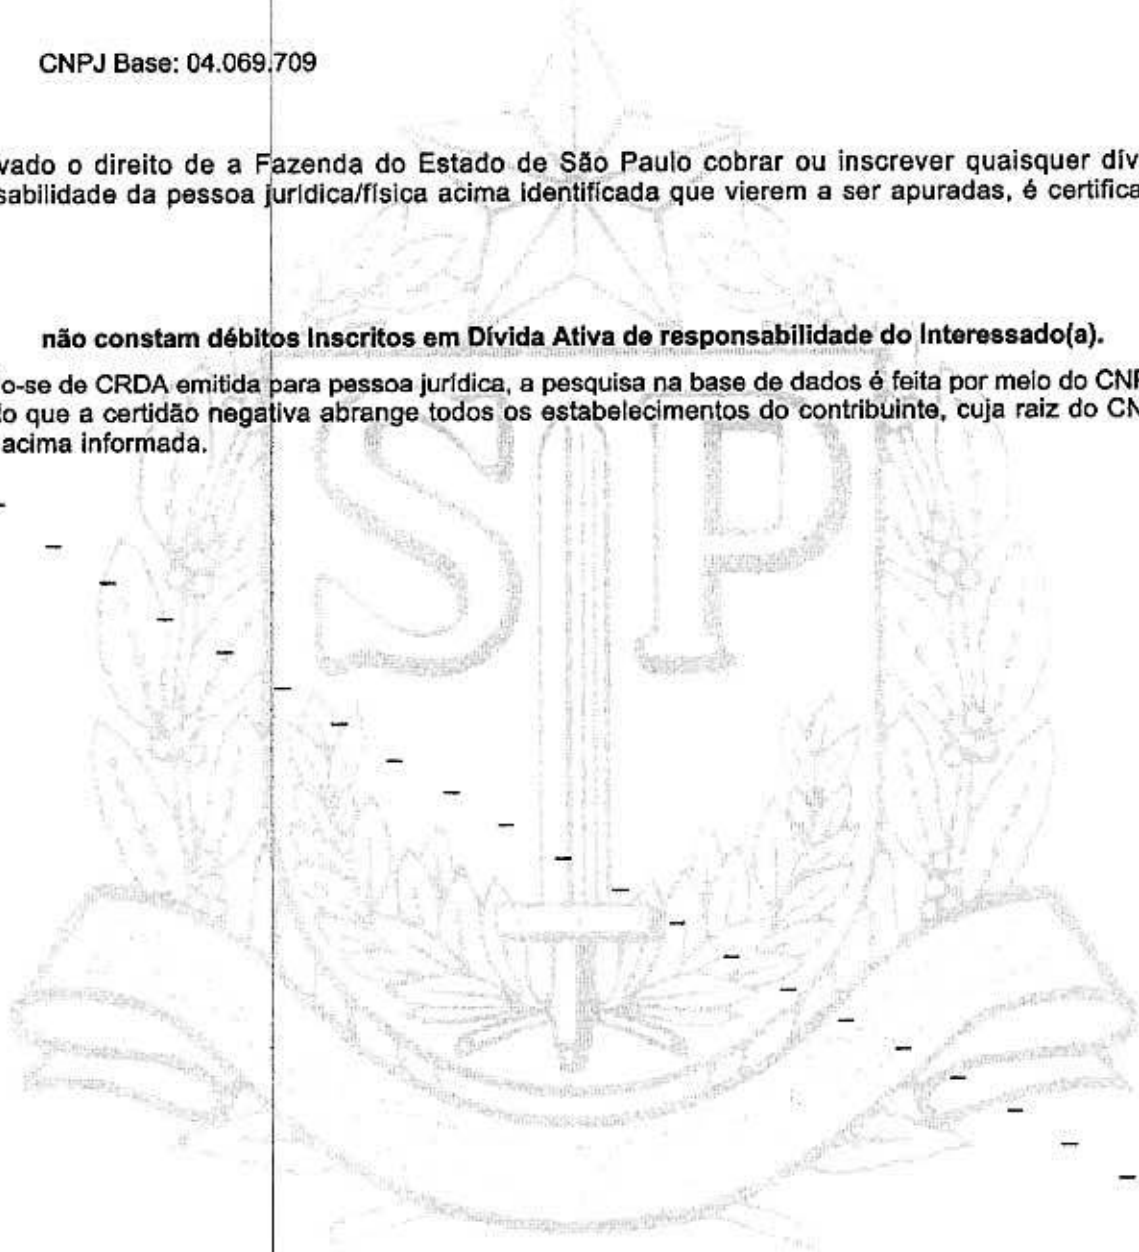 CNPJ Base: 04.069.709
vado o direito de a Fazenda do Estado de São Paulo cobrar ou inscrever quaisquer dív
sabilidade da pessoa jurídica/física acima identificada que vierem a ser apuradas, é certifica
não constam débitos Inscritos em Dívida Ativa de responsabilidade do Interessado(a).
o-se de CRDA emitida para pessoa jurídica, a pesquisa na base de dados é feita por meio do CNP
o que a certidão negativa abrange todos os estabelecimentos do contribuinte, cuja raiz do CN
acima informada.
SP